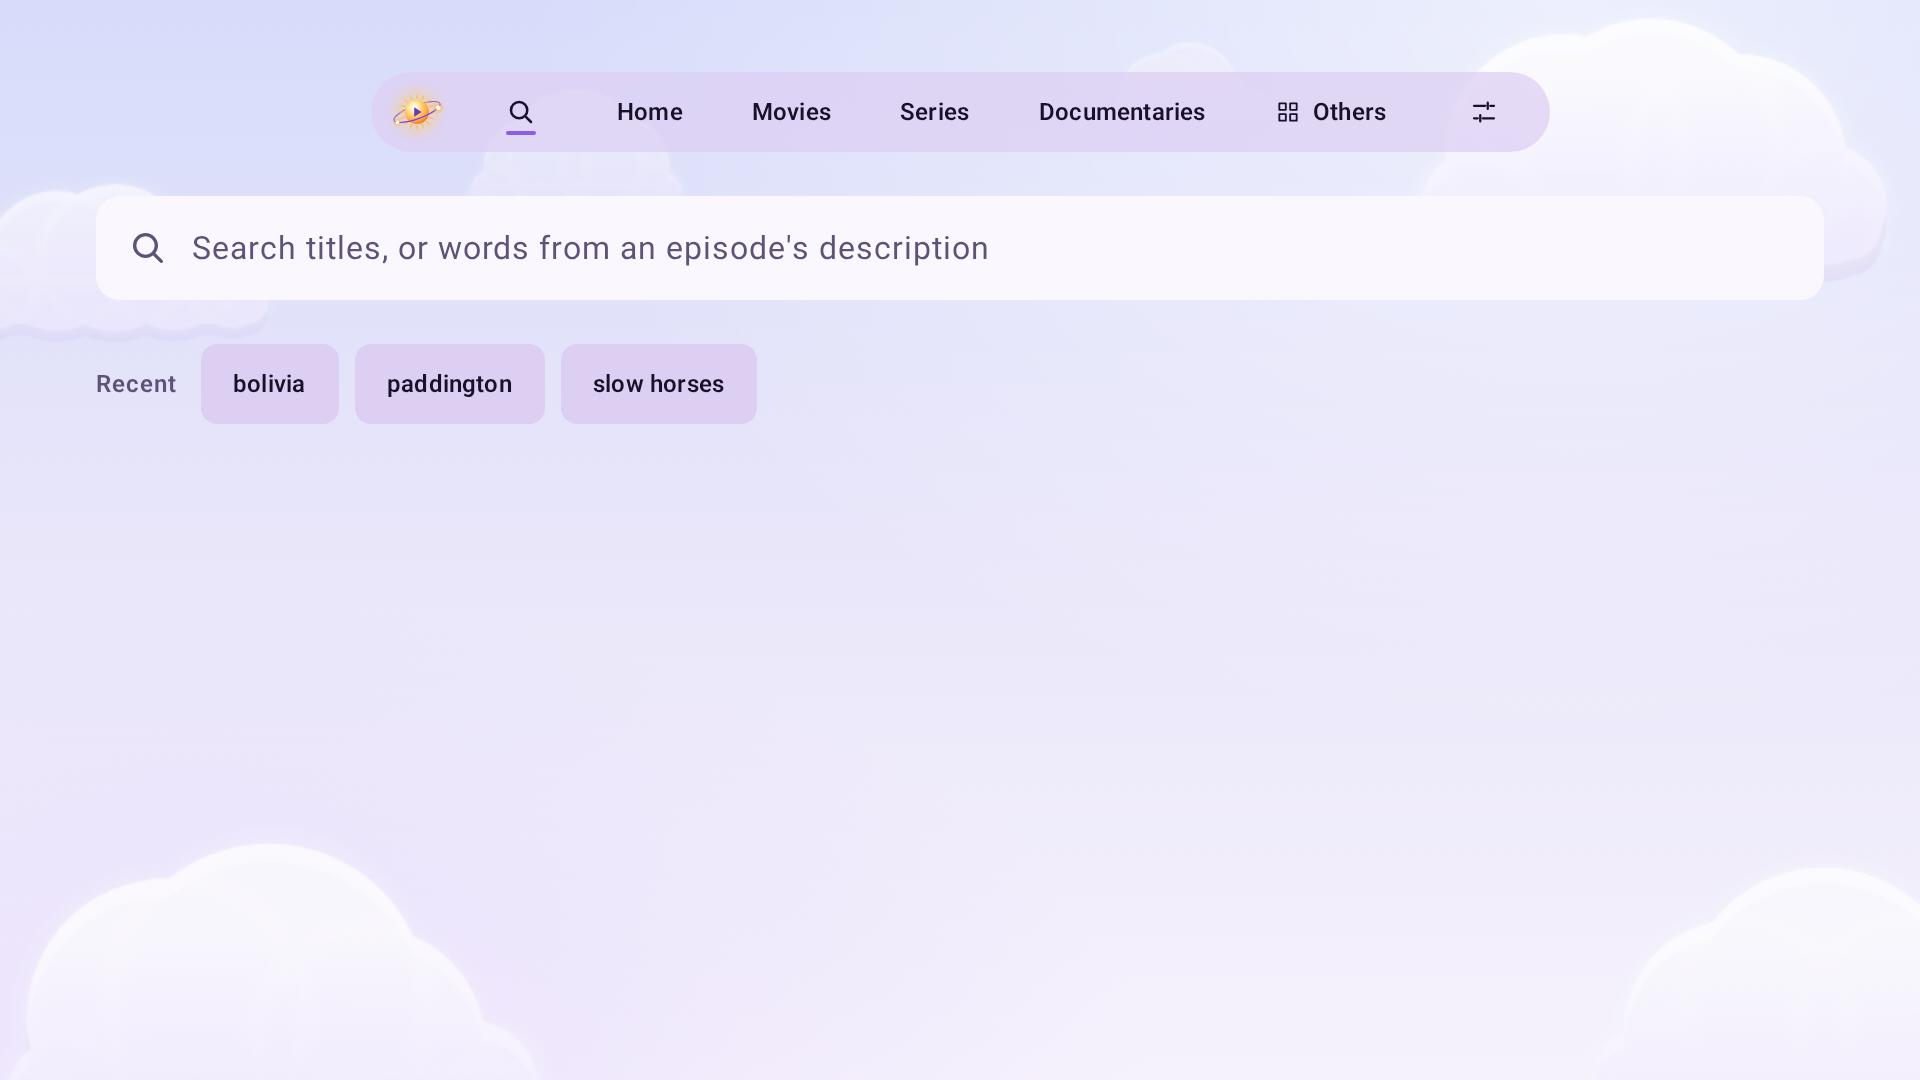 Home Movies Series Documentaries Others
Search titles, or words from an episode's description
Recent bolivia paddington slow horses